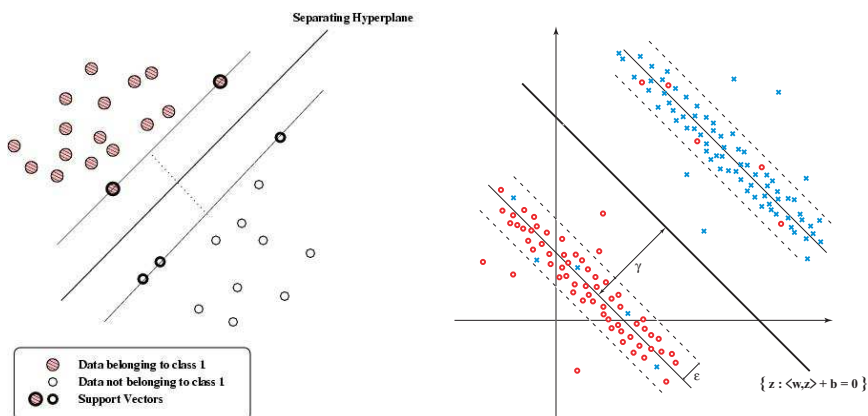 Separating Hyperplane
Data belonging to class 1
Data not belonging to class 1
Support Vectors
γ
ε
{ z : <w,z> + b = 0 }